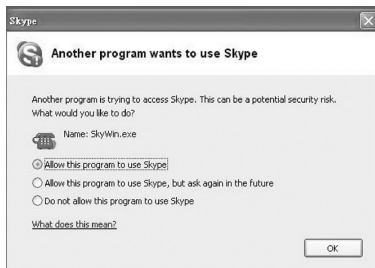 Skype
Another program wants to use Skype
Another program is trying to access Skype. This can be a potential security risk.
What would you like to do?
Name: SkyWin.exe
Allow this program to use Skype
Allow this program to use Skype, but ask again in the future
Do not allow this program to use Skype
What does this mean?
OK